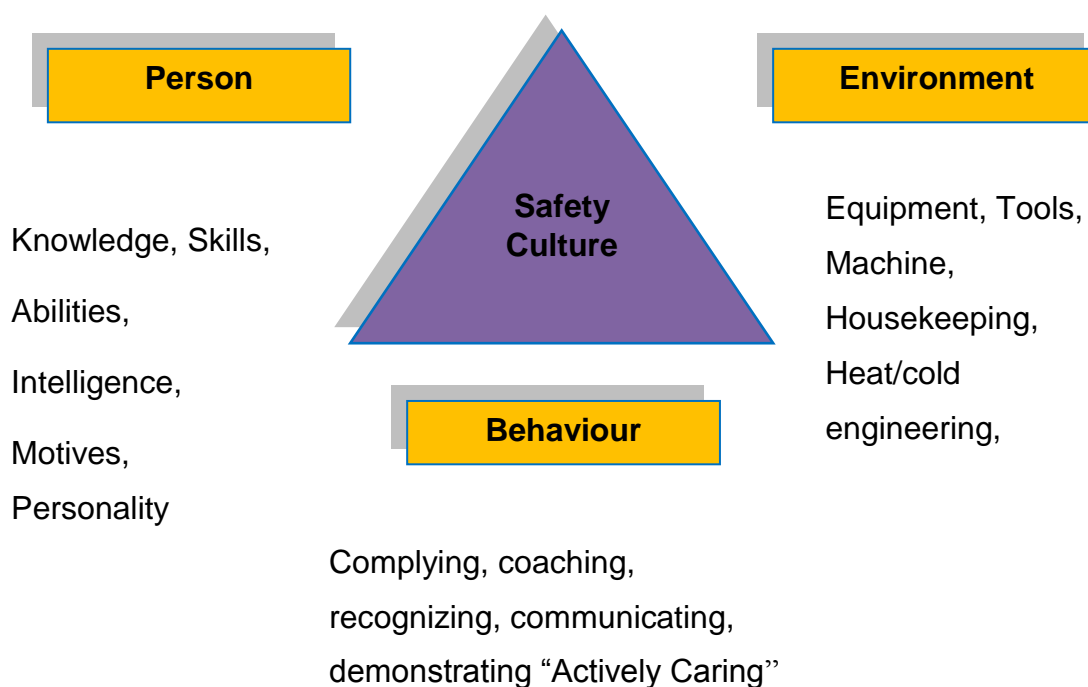 Person
Knowledge, Skills,
Abilities,
Intelligence,
Motives,
Personality
Safety
Culture
Environment
Equipment, Tools,
Machine,
Housekeeping,
Heat/cold
engineering,
Behaviour
Complying, coaching,
recognizing, communicating,
demonstrating “Actively Caring”